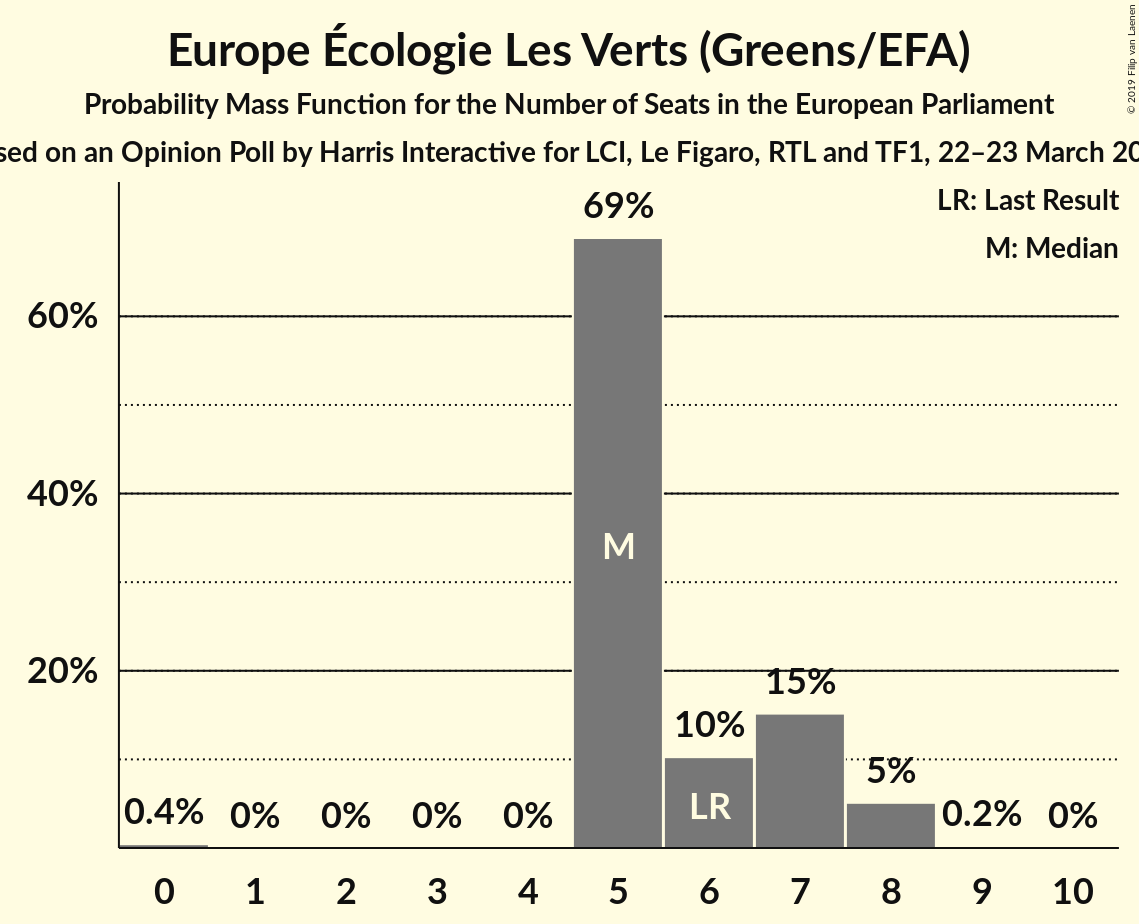 Europe Écologie Les Verts (Greens/EFA)
Probability Mass Function for the Number of Seats in the European Parliament
on an Opinion Poll by Harris Interactive for LCI, Le Figaro, RTL and TF1, 22–23 March
© 2019 Filip van Laenen
LR: Last Result
M: Median
69%
60%
40%
M
20%
15%
10%
5%
LR
0.4% 0% 0% 0% 0% 0.2% 0%
0 1 2 3 4 5 6 7 8 9 10